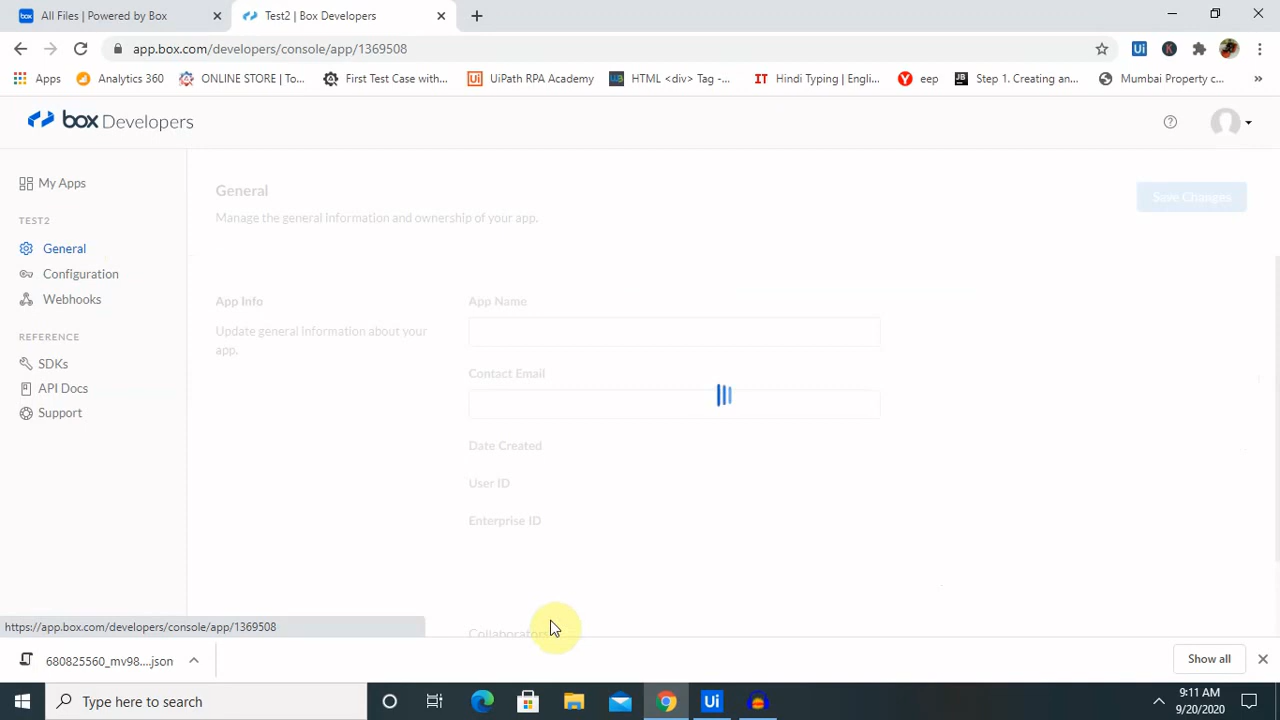 All Files | Powered by Box
Test2 | Box Developers
app.box.com/developers/console/app/1369508
Apps
Analytics 360
ONLINE STORE | To...
First Test Case with...
UiPath RPA Academy
HTML <div> Tag -...
Hindi Typing | Engli...
eep
Step 1. Creating an...
Mumbai Property c...
box Developers
My Apps
TEST2
General
Configuration
Webhooks
REFERENCE
SDKs
API Docs
Support
General
Manage the general information and ownership of your app.
Save Changes
App Info
Update general information about your
app.
App Name
Contact Email
Date Created
User ID
Enterprise ID
Collaborators
https://app.box.com/developers/console/app/1369508
680825560_mv98....json
Show all
Type here to search
9:11 AM
9/20/2020